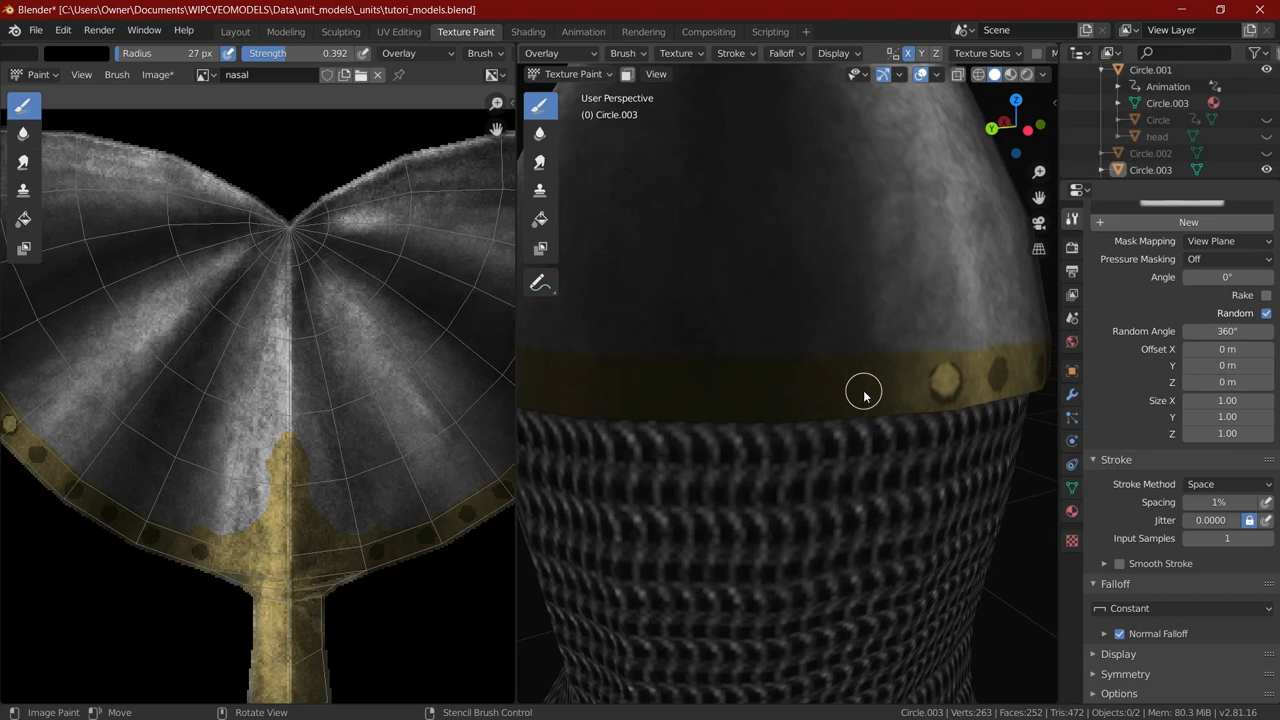 Blender* [C:\Users\Owner\Documents\WIPCVEOMODELS\Data\unit_models\_units\tutori_models.blend]
File Edit Render Window Help Layout Modeling Sculpting UV Editing Texture Paint Shading Animation Rendering Compositing Scripting + Scene View Layer
Radius 27 px Strength 0.392 Overlay Brush
Overlay Brush Texture Stroke Falloff Display X Y Z Texture Slots
Paint View Brush Image* nasal
Texture Paint View
User Perspective
(0) Circle.003
Z
Y
X
Circle.001
Animation
Circle.003
Circle
head
Circle.002
Circle.003
+ New
Mask Mapping View Plane
Pressure Masking Off
Angle 0°
Rake
Random
Random Angle 360°
Offset X 0 m
Y 0 m
Z 0 m
Size X 1.00
Y 1.00
Z 1.00
Stroke
Stroke Method Space
Spacing 1%
Jitter 0.0000
Input Samples 1
Smooth Stroke
Falloff
Constant
Normal Falloff
Display
Symmetry
Options
Image Paint Move Rotate View Stencil Brush Control Circle.003 | Verts:263 | Faces:252 | Tris:472 | Objects:0/2 | Mem: 80.3 MiB | v2.81.16